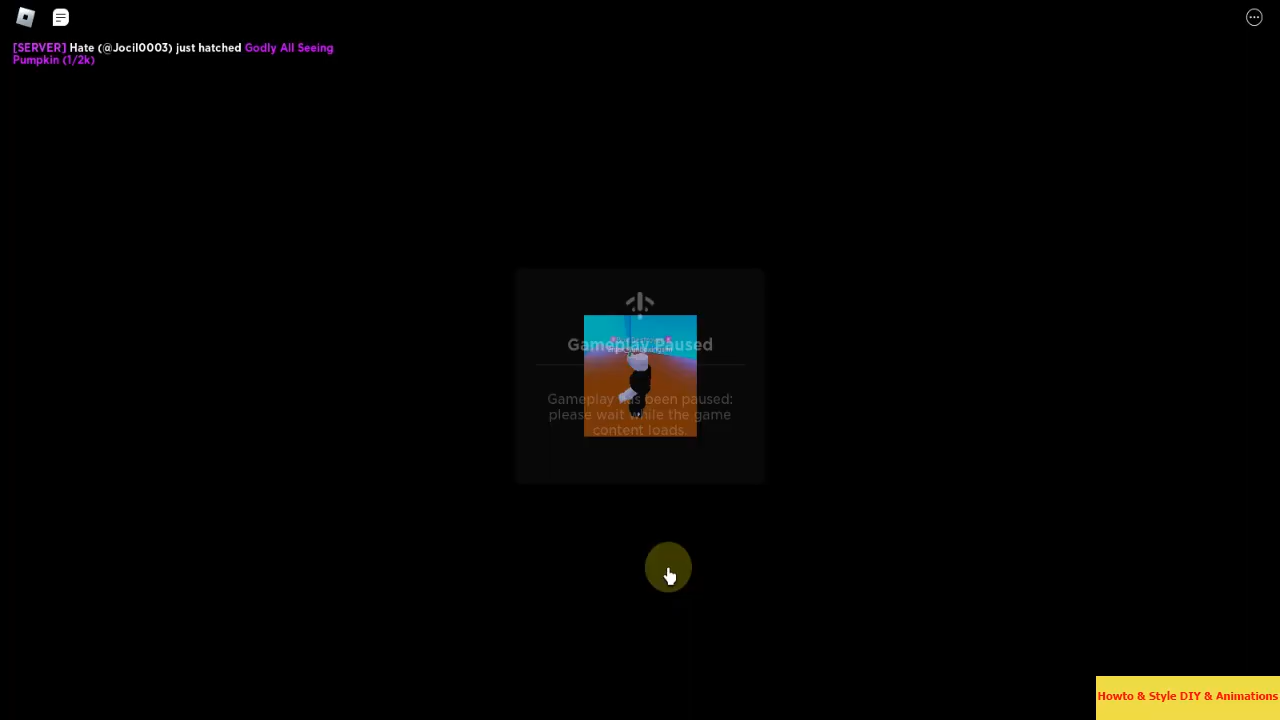 [SERVER] Hate (@Jocil0003) just hatched Godly All Seeing
Pumpkin (1/2k)
Gameplay Paused
Gameplay has been paused:
please wait while the game
content loads.
Howto & Style DIY & Animations